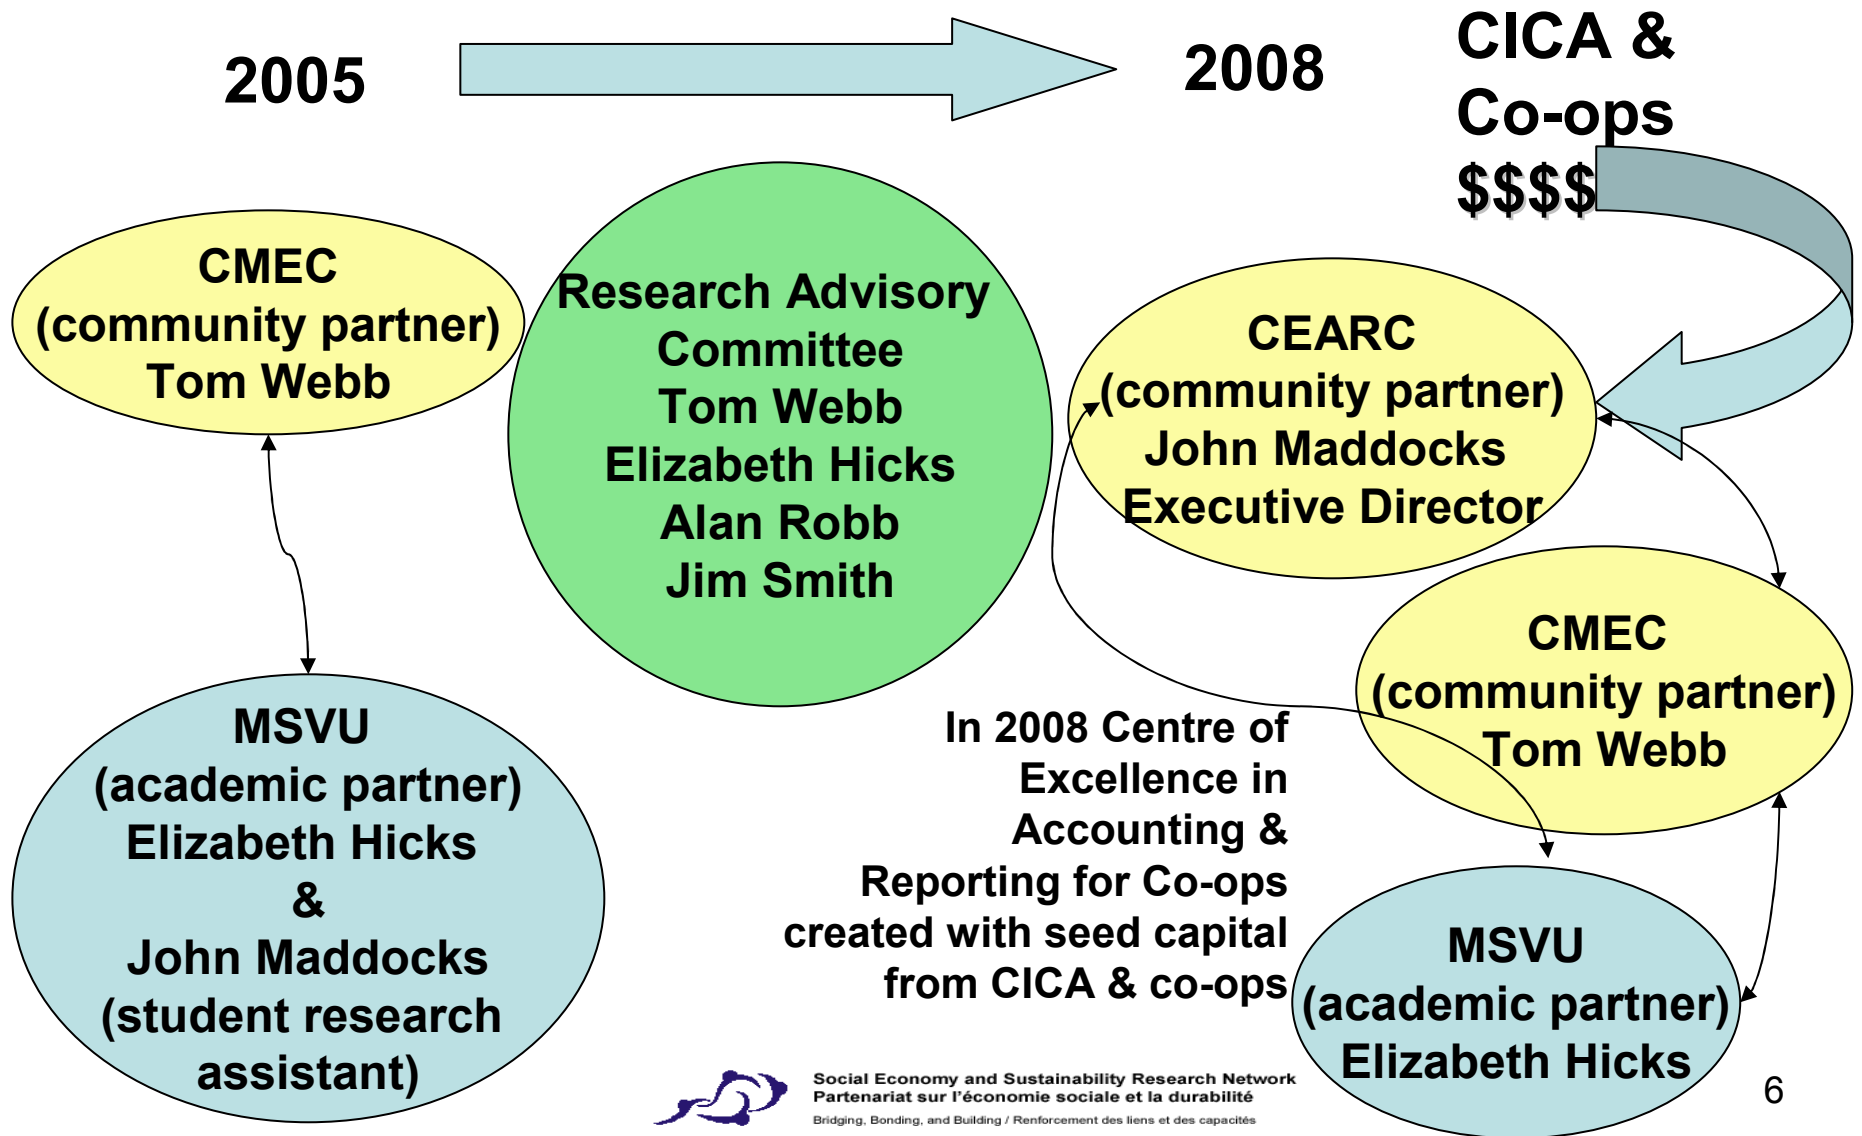 2005
2008
CICA &
Co-ops
$$$$
CMEC
(community partner)
Tom Webb
Research Advisory
Committee
Tom Webb
Elizabeth Hicks
Alan Robb
Jim Smith
CEARC
(community partner)
John Maddocks
Executive Director
CMEC
(community partner)
Tom Webb
MSVU
(academic partner)
Elizabeth Hicks
&
John Maddocks
(student research
assistant)
In 2008 Centre of
Excellence in
Accounting &
Reporting for Co-ops
created with seed capital
from CICA & co-ops
MSVU
(academic partner)
Elizabeth Hicks
Social Economy and Sustainability Research Network
Partenariat sur l'économie sociale et la durabilité
Bridging, Bonding, and Building / Renforcement des liens et des capacités
6